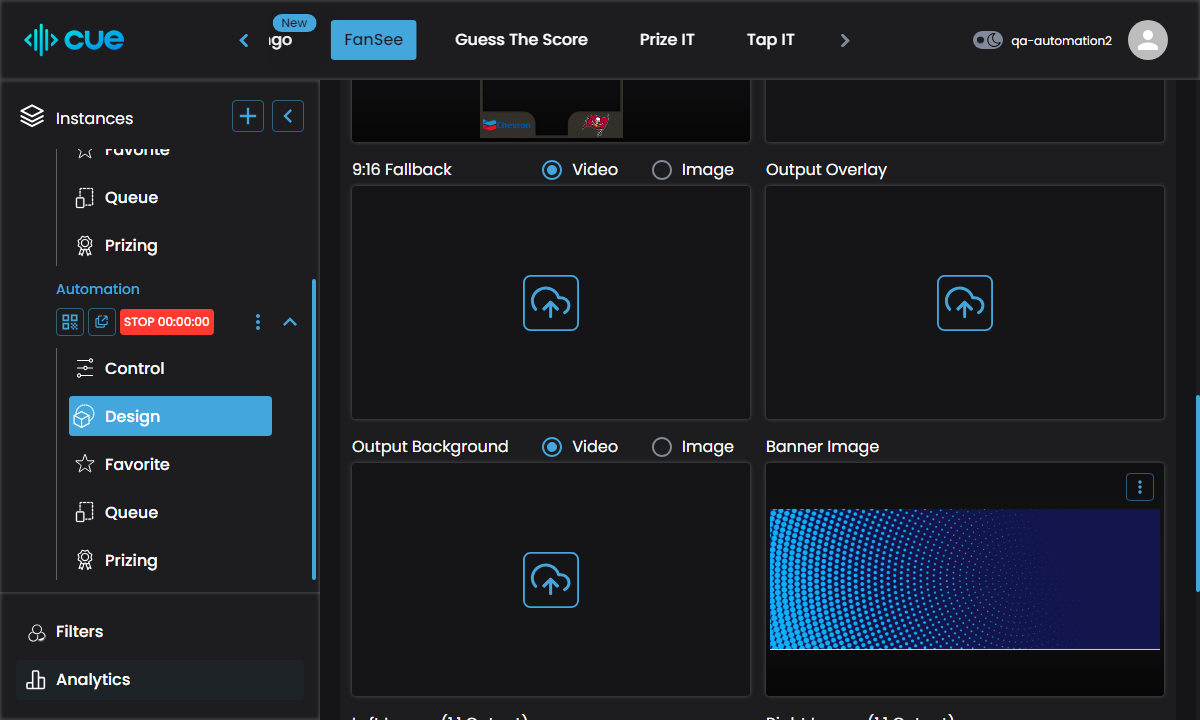 cue
New
ngo
FanSee
Guess The Score
Prize IT
Tap IT
qa-automation2
Instances
Favorite
Queue
Prizing
Automation
STOP 00:00:00
Control
Design
Favorite
Queue
Prizing
Filters
Analytics
Chevron
9:16 Fallback
Video
Image
Output Overlay
Output Background
Video
Image
Banner Image